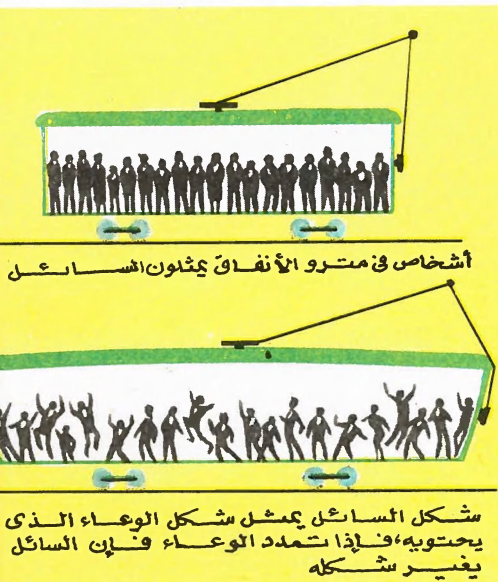 أشخاص في مترو الأنفاق يمثلون السائل
شكل السائل يمثل شكل الوعاء الذى
يحتويه، فإذا تمدد الوعاء فإن السائل
يغير شكله